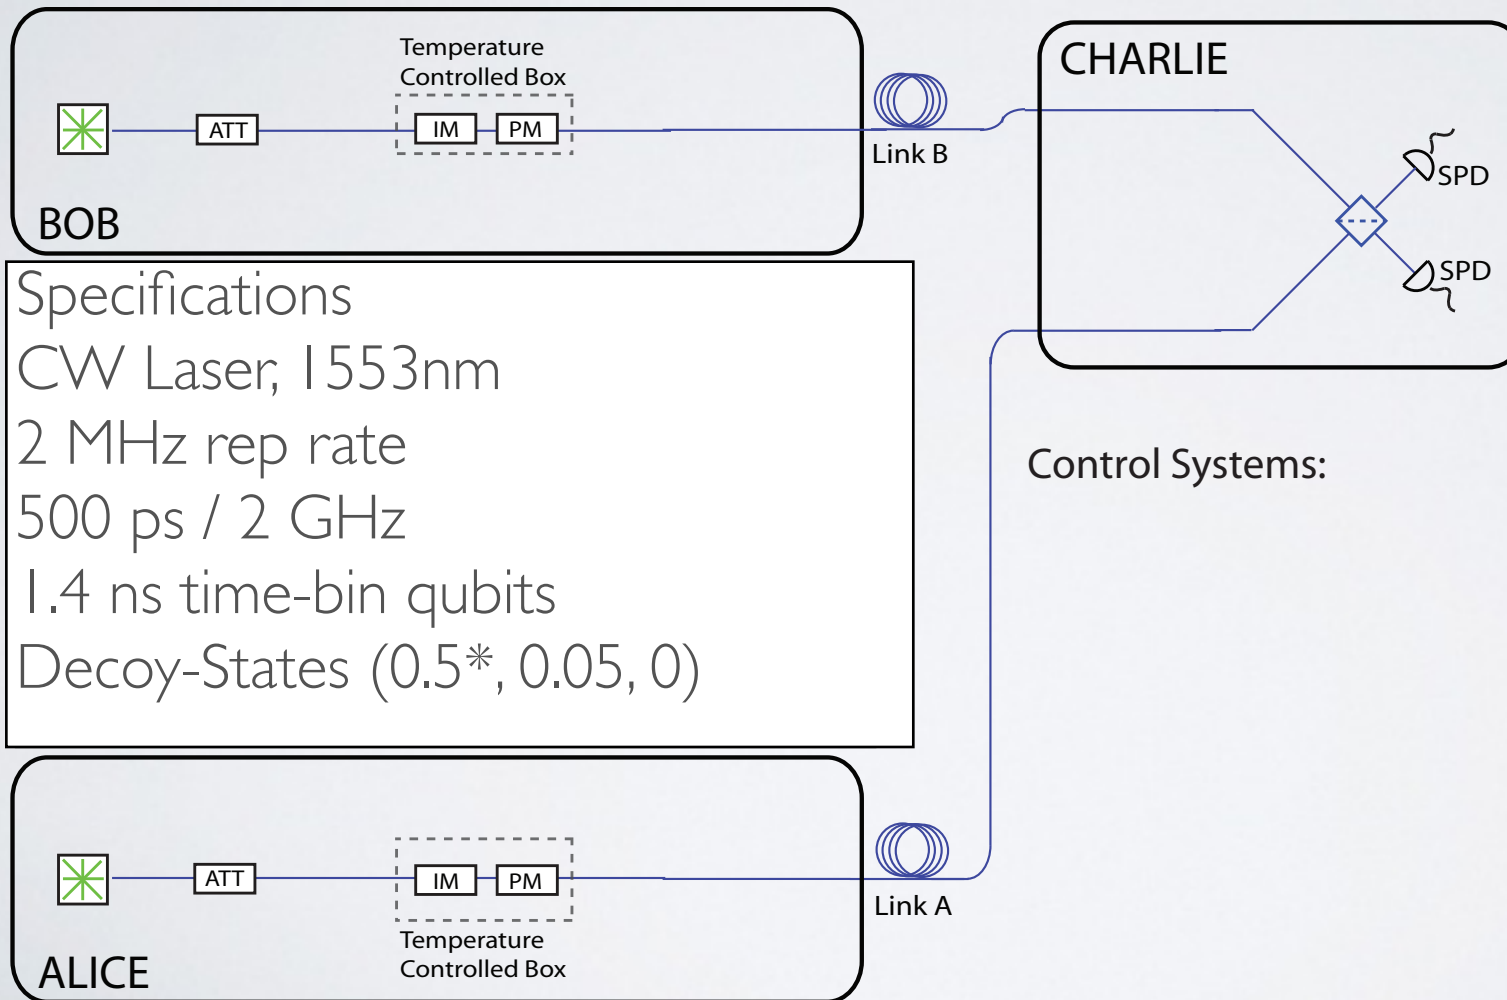 Temperature
Controlled Box
ATT
IM
PM
Link B
BOB
CHARLIE
SPD
SPD
Specifications
CW Laser, 1553nm
2 MHz rep rate
500 ps / 2 GHz
1.4 ns time-bin qubits
Decoy-States (0.5*, 0.05, 0)
Control Systems:
ATT
IM
PM
Temperature
Controlled Box
Link A
ALICE